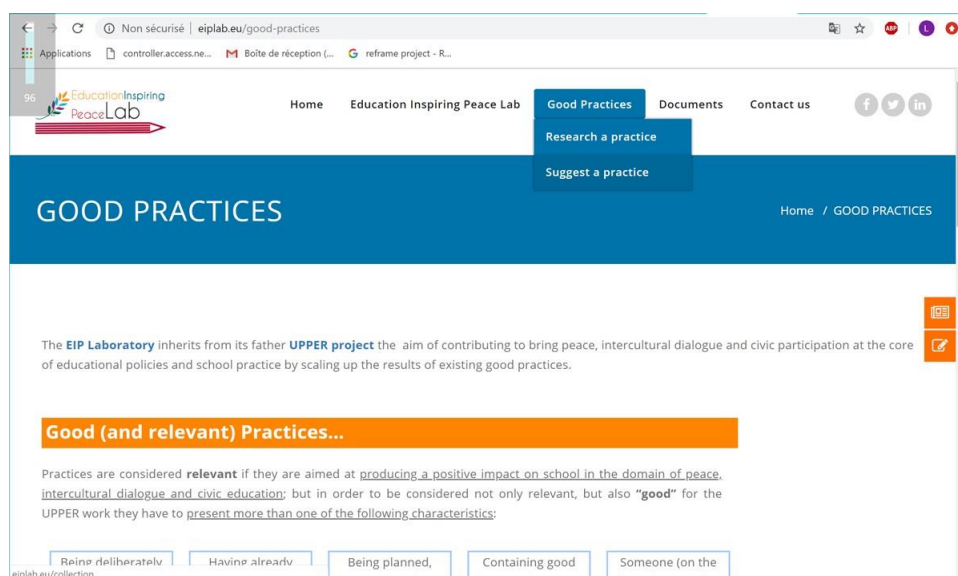 Non sécurisé | eiplab.eu/good-practices
Applications controller.access.ne... Boîte de réception (... reframe project - R...
96
EducationInspiring
PeaceLab
Home Education Inspiring Peace Lab Good Practices Documents Contact us
Research a practice
Suggest a practice
GOOD PRACTICES
Home / GOOD PRACTICES
The EIP Laboratory inherits from its father UPPER project the aim of contributing to bring peace, intercultural dialogue and civic participation at the core
of educational policies and school practice by scaling up the results of existing good practices.
Good (and relevant) Practices...
Practices are considered relevant if they are aimed at producing a positive impact on school in the domain of peace,
intercultural dialogue and civic education; but in order to be considered not only relevant, but also "good" for the
UPPER work they have to present more than one of the following characteristics:
Being deliberately Having already Being planned, Containing good Someone (on the
eiplab.eu/collection